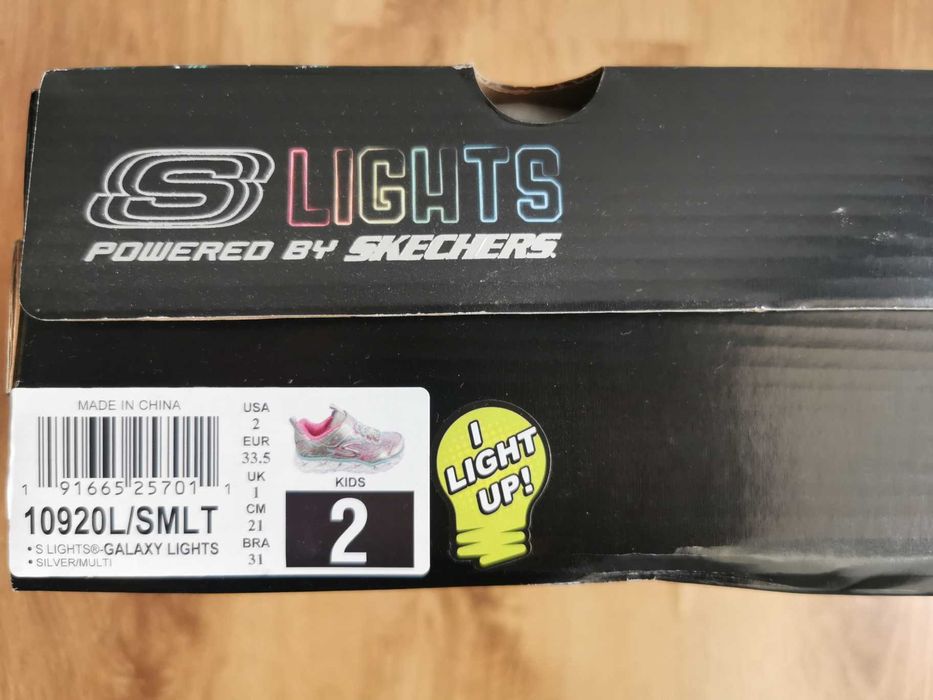 S LIGHTS
POWERED BY SKECHERS
MADE IN CHINA
1 91665 25701 1
10920L/SMLT
• S LIGHTS®-GALAXY LIGHTS
• SILVER/MULTI
USA
2
EUR
33.5
UK
1
CM
21
BRA
31
KIDS
2
I
LIGHT
UP!